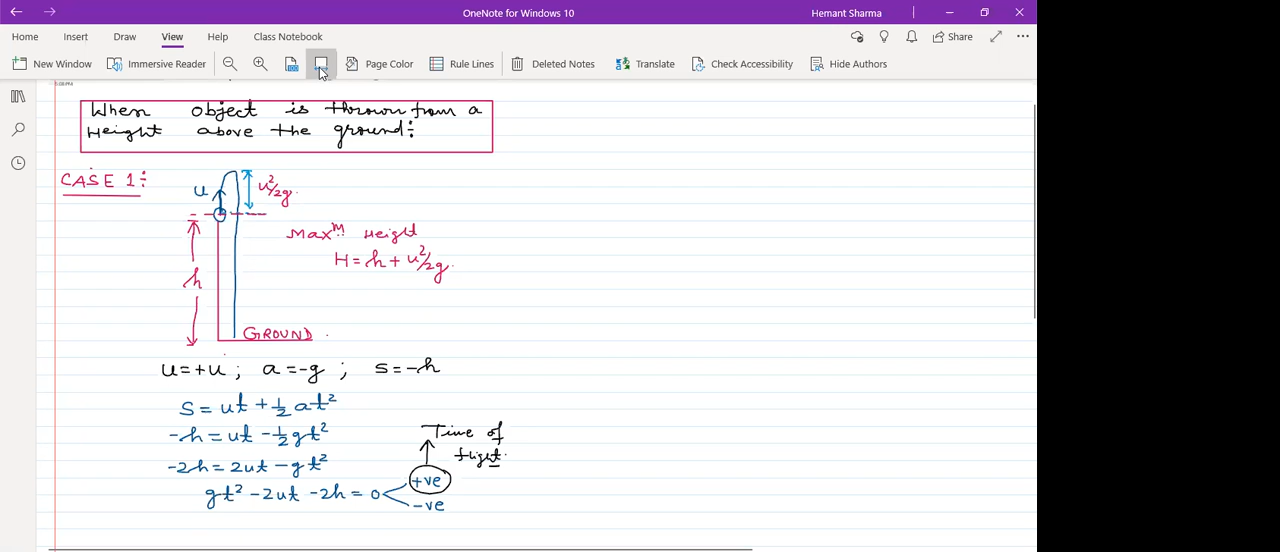 OneNote for Windows 10
Hemant Sharma
Home Insert Draw View Help Class Notebook
Share
New Window Immersive Reader Page Color Rule Lines Deleted Notes Translate Check Accessibility Hide Authors
When object is thrown from a
Height above the ground:
CASE 1:
u
u²/2g.
Maxᵐ Height
H = h + u²/2g.
h
GROUND
u = +u ; a = -g ; s = -h
S = ut + 1/2 at²
-h = ut - 1/2 gt²
Time of
flight.
-2h = 2ut - gt²
gt² - 2ut - 2h = 0
+ve
-ve